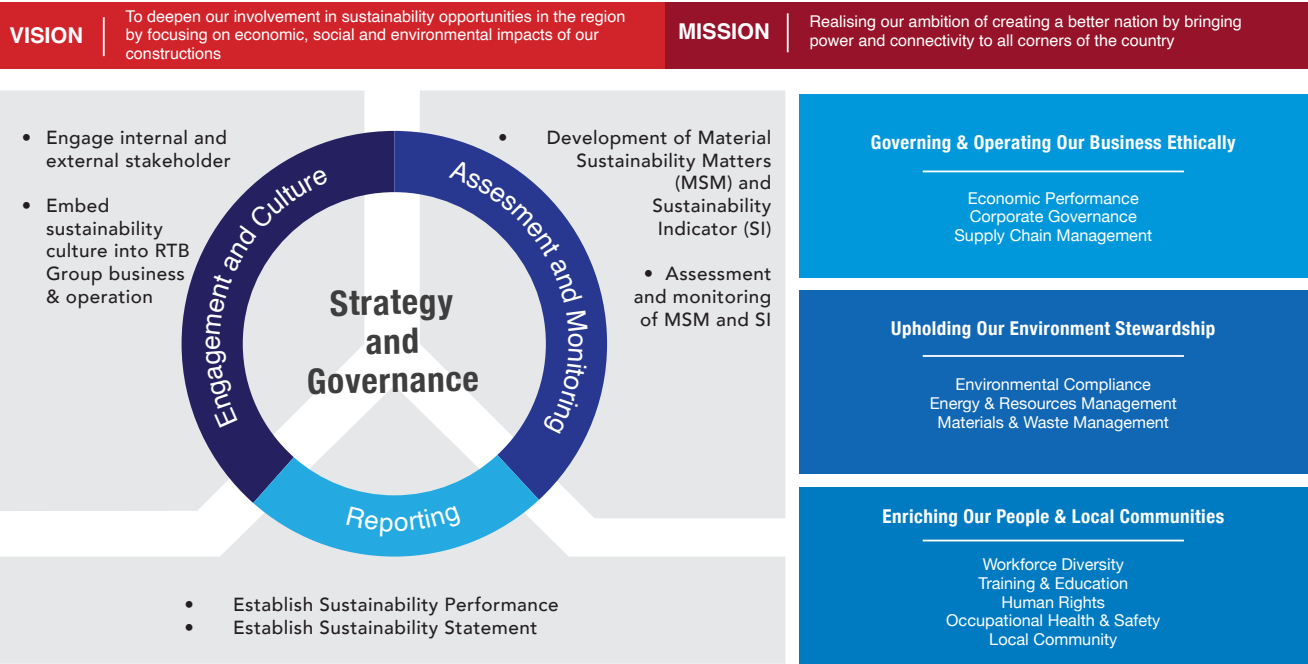 VISION
To deepen our involvement in sustainability opportunities in the region
by focusing on economic, social and environmental impacts of our
constructions
MISSION
Realising our ambition of creating a better nation by bringing
power and connectivity to all corners of the country
• Engage internal and
external stakeholder
• Embed
sustainability
culture into RTB
Group business
& operation
Engagement and Culture
Assesment and Monitoring
Reporting
Strategy
and
Governance
• Development of Material
Sustainability Matters
(MSM) and
Sustainability
Indicator (SI)
• Assessment
and monitoring
of MSM and SI
• Establish Sustainability Performance
• Establish Sustainability Statement
Governing & Operating Our Business Ethically
Economic Performance
Corporate Governance
Supply Chain Management
Upholding Our Environment Stewardship
Environmental Compliance
Energy & Resources Management
Materials & Waste Management
Enriching Our People & Local Communities
Workforce Diversity
Training & Education
Human Rights
Occupational Health & Safety
Local Community